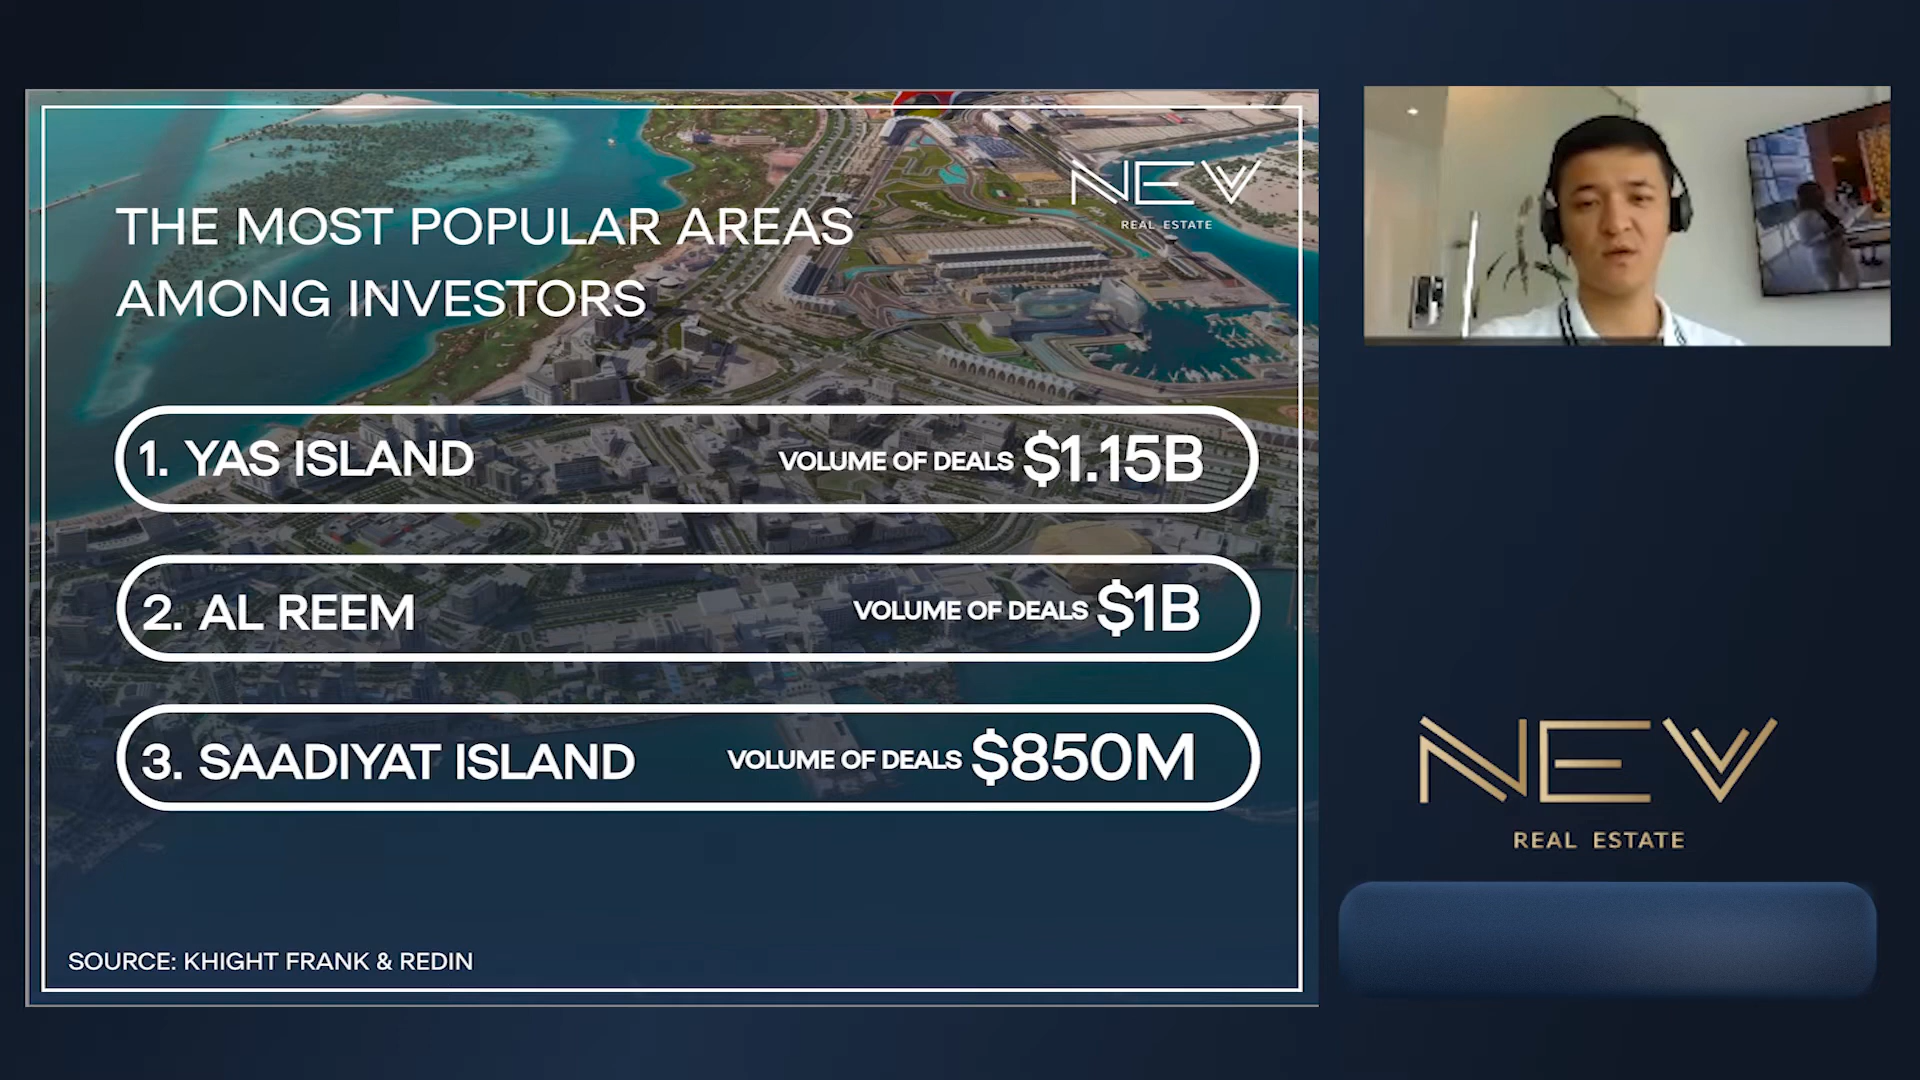 THE MOST POPULAR AREAS
AMONG INVESTORS
NEV
REAL ESTATE
1. YAS ISLAND VOLUME OF DEALS $1.15B
2. AL REEM VOLUME OF DEALS $1B
3. SAADIYAT ISLAND VOLUME OF DEALS $850M
SOURCE: KHIGHT FRANK & REDIN
NEV
REAL ESTATE